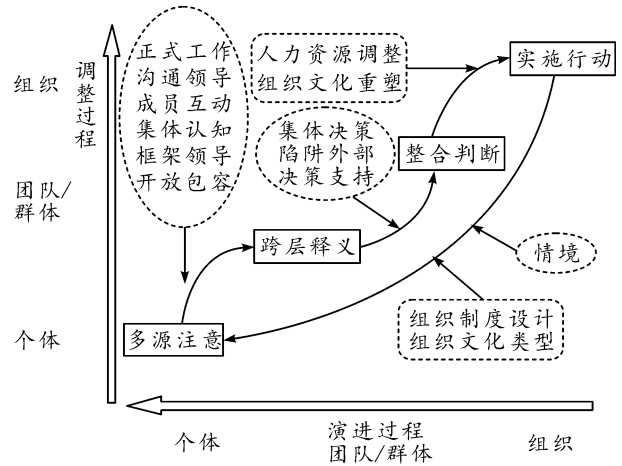 正式工作
沟通领导
成员互动
集体认知
框架领导
开放包容
人力资源调整
组织文化重塑
实施行动
组织
调整过程
集体决策
陷阱外部
决策支持
整合判断
团队/
群体
跨层释义
情境
个体
多源注意
组织制度设计
组织文化类型
个体
演进过程
团队/群体
组织